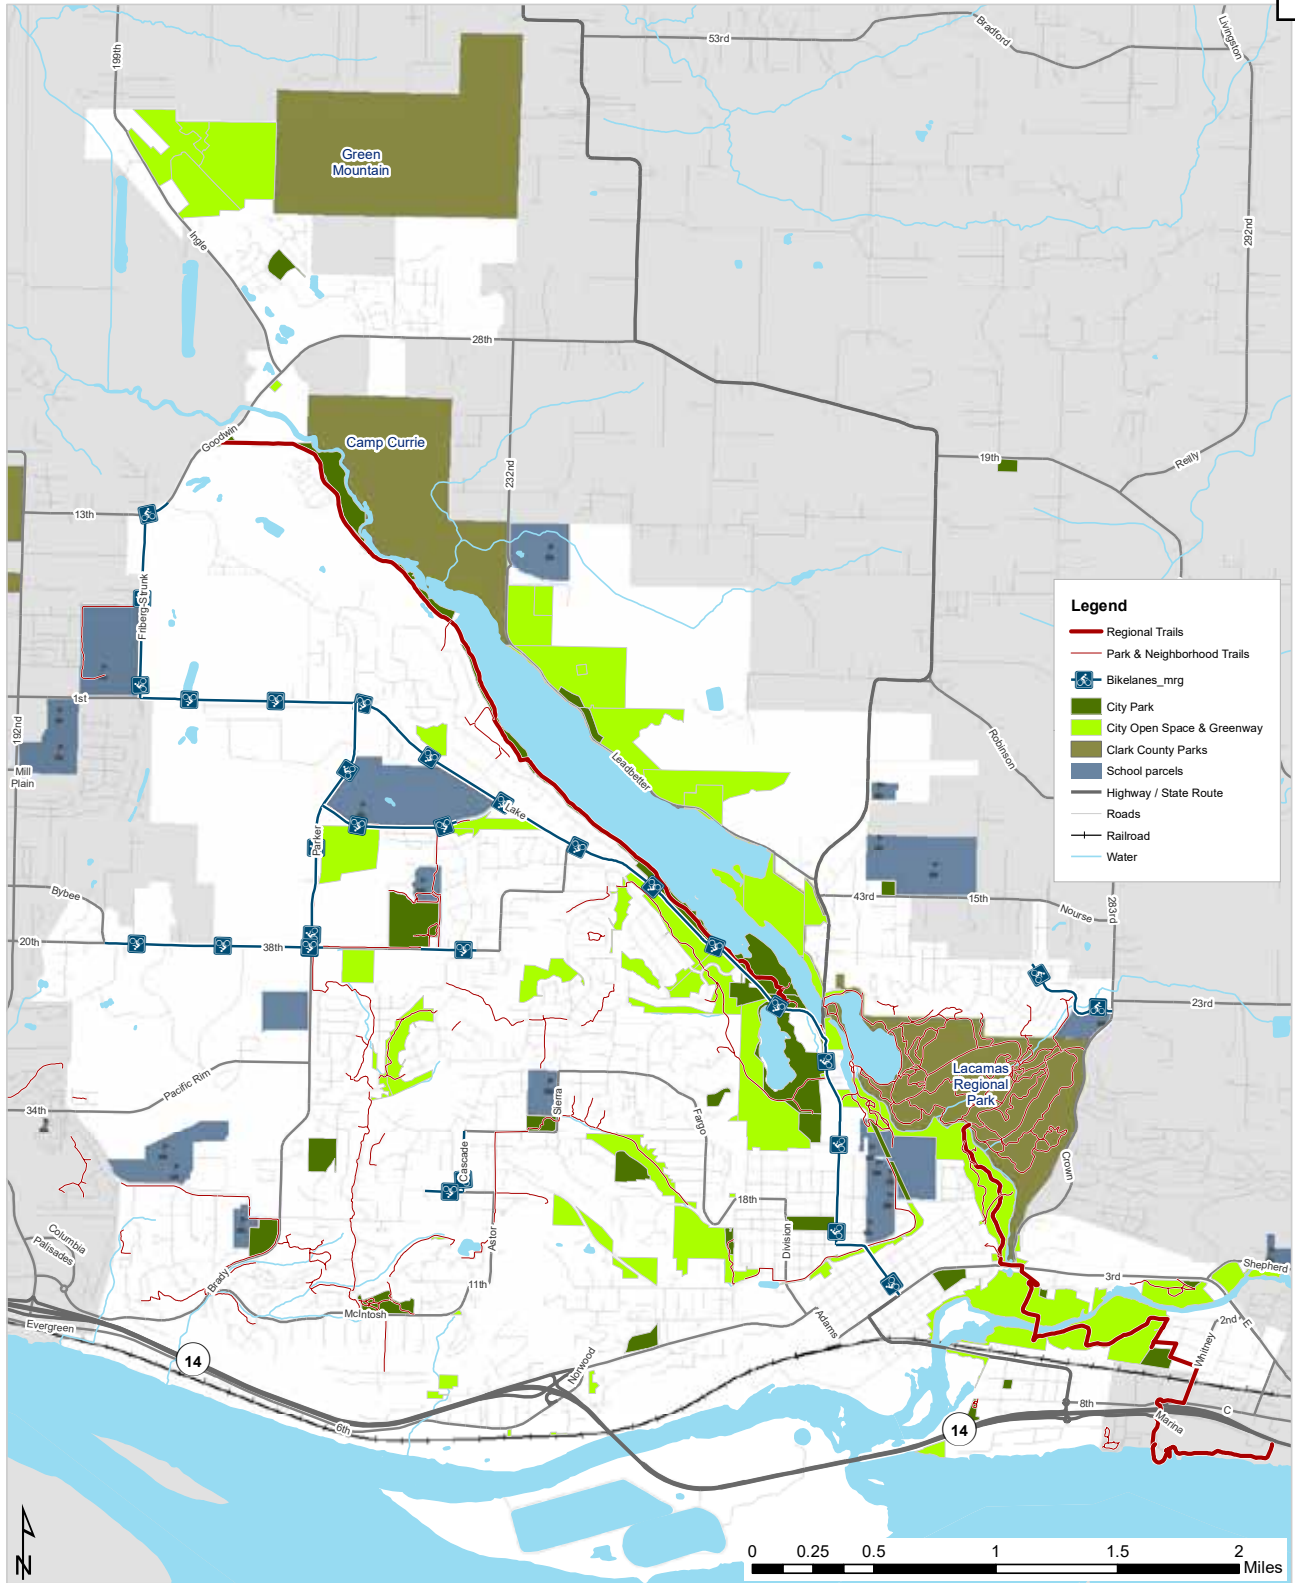 53rd
Bradford
Livingston
199th
Green
Mountain
Ingle
292nd
28th
Goodwin
Camp Currie
232nd
19th
Reilly
13th
Friberg-Strunk
Legend
Regional Trails
Park & Neighborhood Trails
Bikelanes_mrg
City Park
City Open Space & Greenway
Clark County Parks
School parcels
Highway / State Route
Roads
Railroad
Water
1st
192nd
Mill
Plain
Robinson
Leadbetter
Lake
Parker
Bybee
43rd
15th
Nourse
283rd
20th
38th
23rd
Pacific Rim
Lacamas
Regional
Park
34th
Sierra
Fargo
Cascade
Crown
18th
Division
Astor
Columbia
Palisades
Brady
11th
McIntosh
3rd
Shepherd
Evergreen
Adams
2nd
E
Whitney
14
Norwood
6th
8th
C
Marina
14
N
0 0.25 0.5 1 1.5 2
Miles